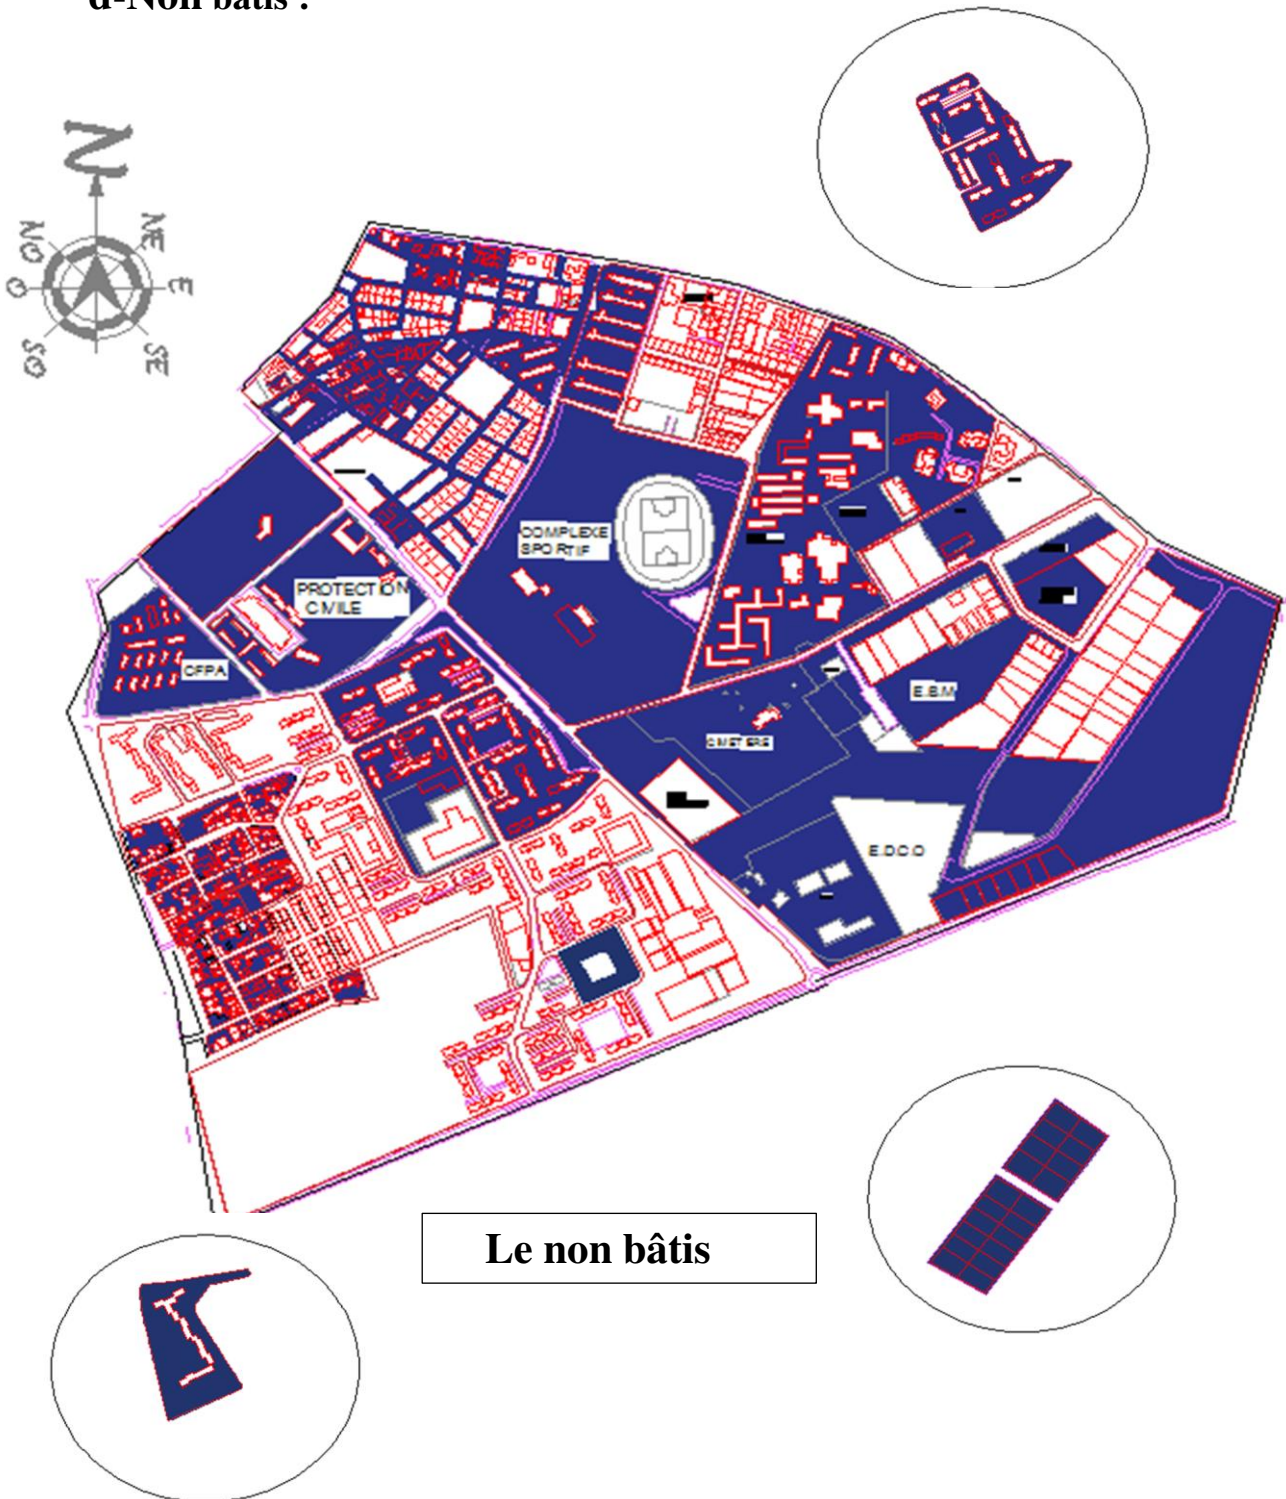 d-Non bâtis :
N
NE
NO
E
O
SE
SO
COMPLEXE
SPORTIF
PROTECTION
CIVILE
CFPA
E.B.M
CIMETIERE
E.D.C.O
Le non bâtis